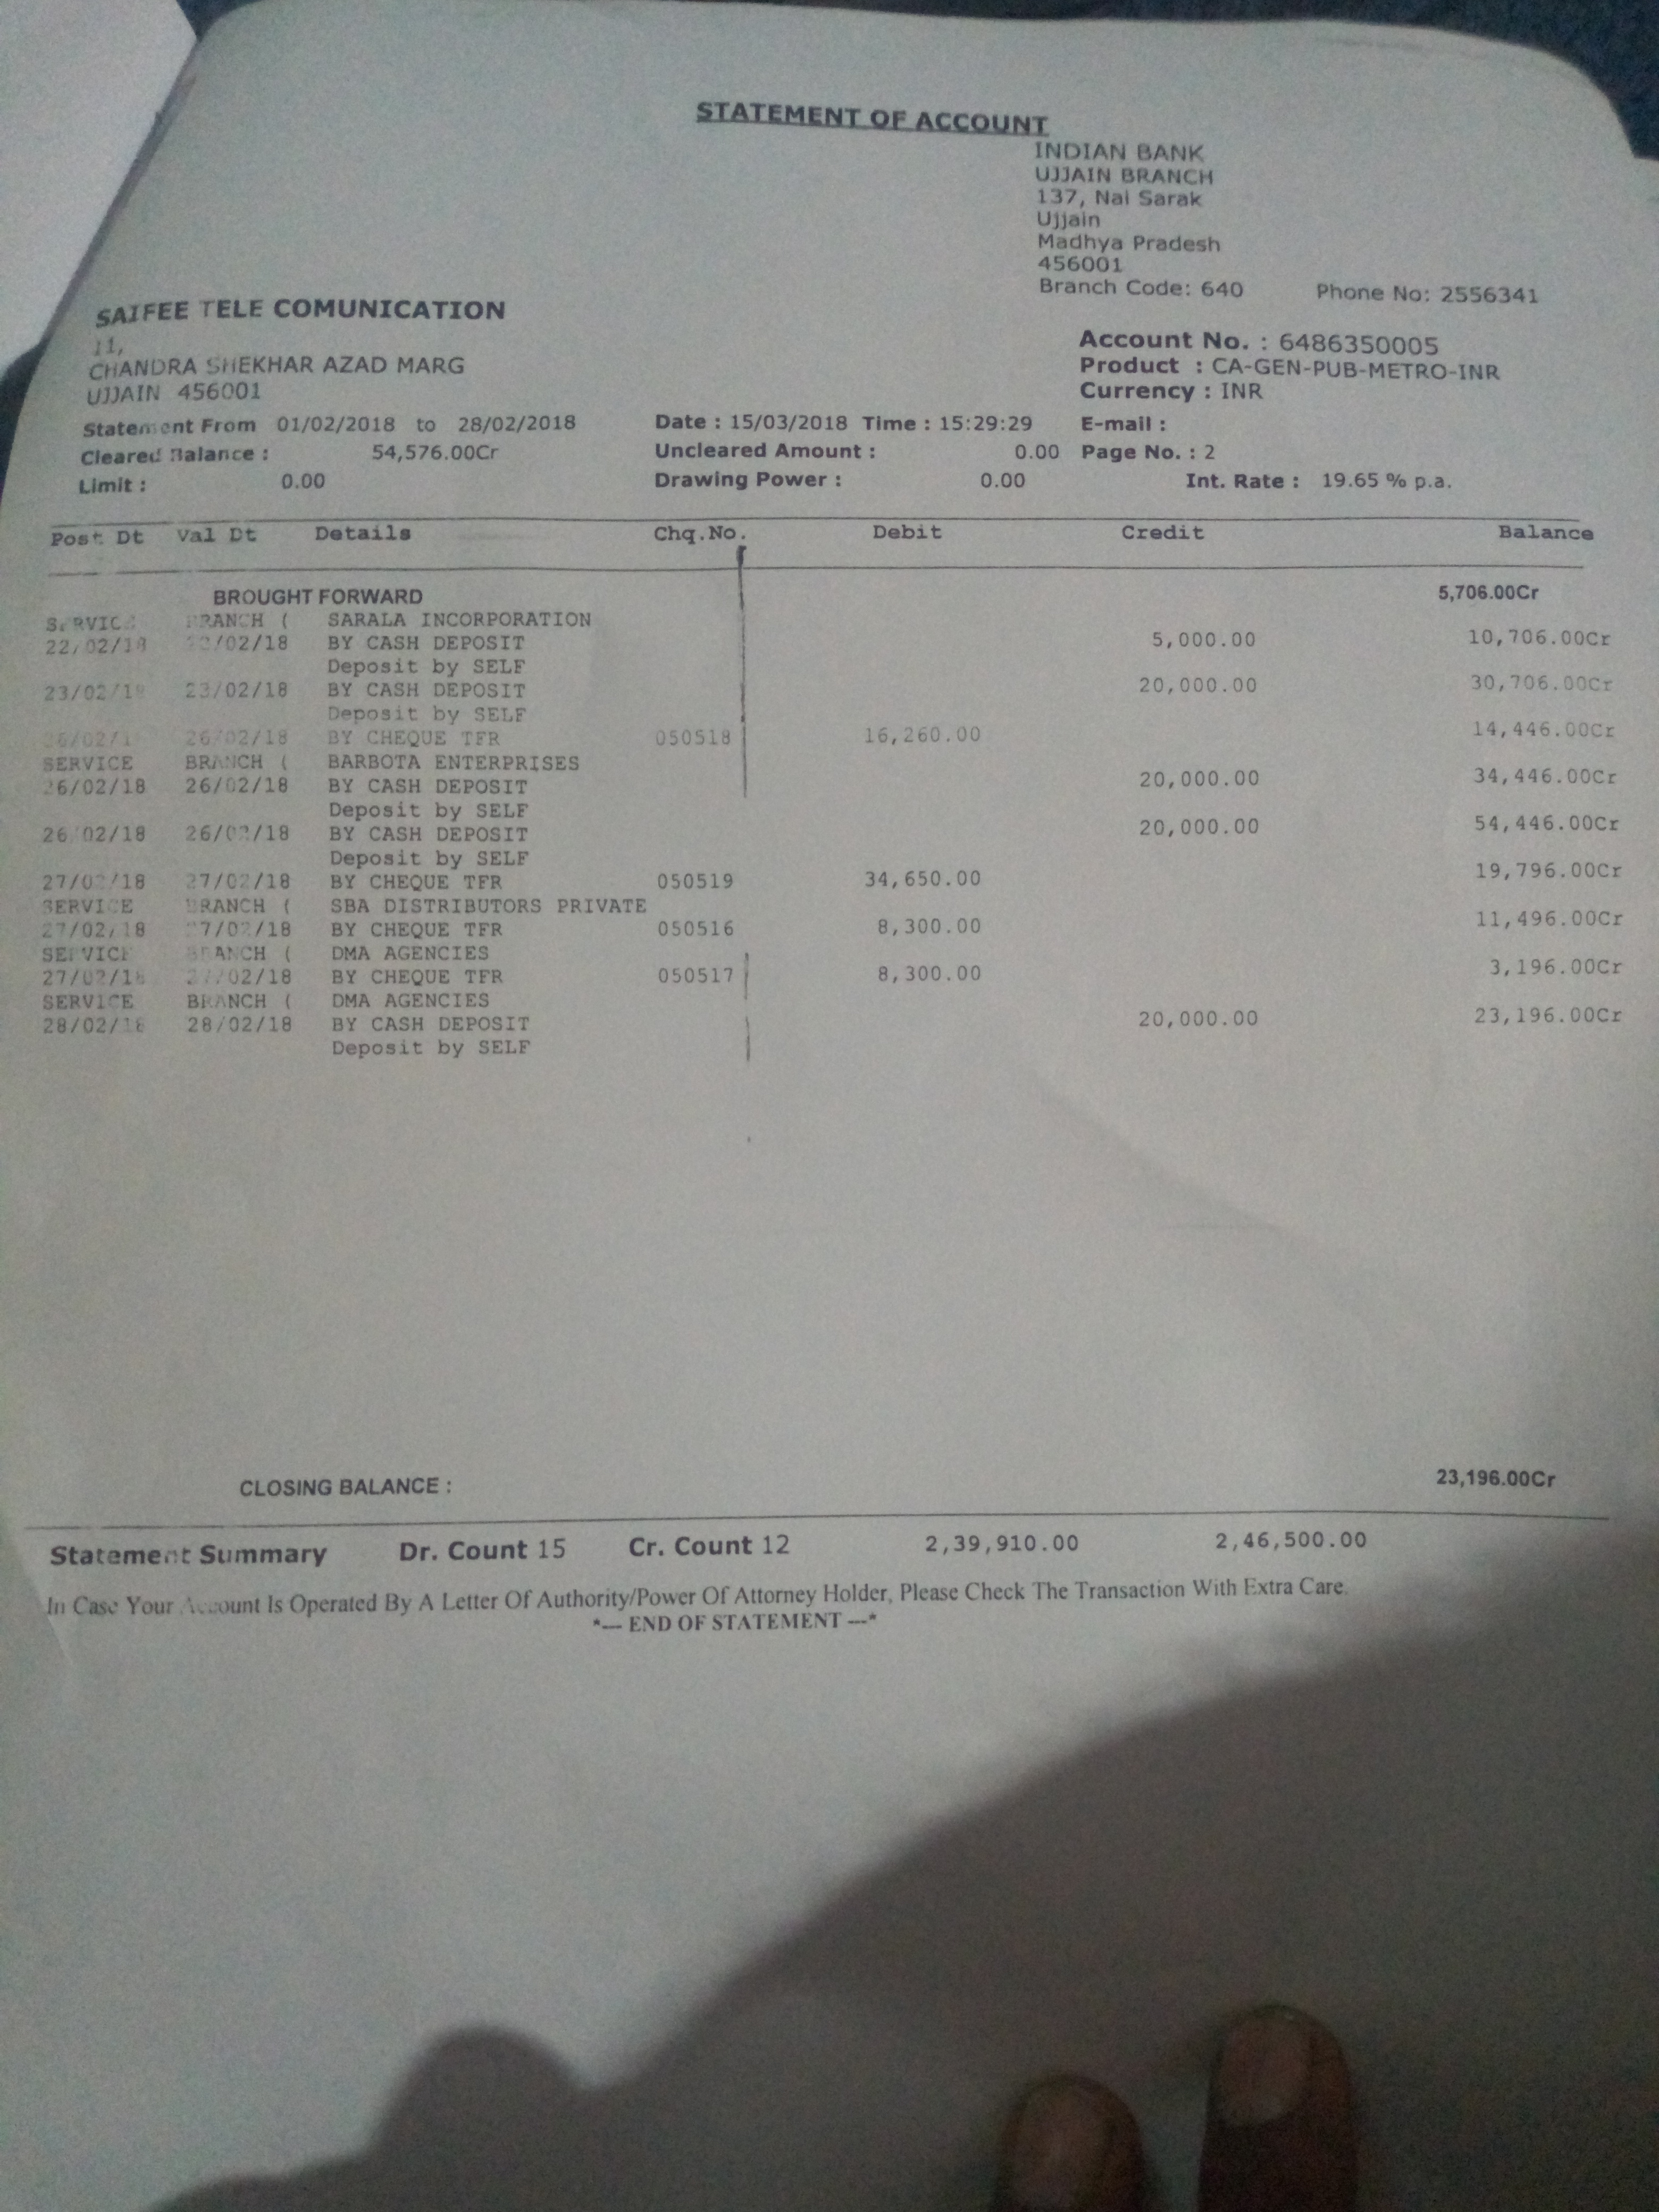 STATEMENT OF ACCOUNT
INDIAN BANK
UJJAIN BRANCH
137, Nai Sarak
Ujjain
Madhya Pradesh
456001
Branch Code: 640 Phone No: 2556341
SAIFEE TELE COMUNICATION
11,
CHANDRA SHEKHAR AZAD MARG
UJJAIN 456001
Account No. : 6486350005
Product : CA-GEN-PUB-METRO-INR
Currency : INR
Statement From 01/02/2018 to 28/02/2018 Date : 15/03/2018 Time : 15:29:29 E-mail :
Cleared Balance : 54,576.00Cr Uncleared Amount : 0.00 Page No. : 2
Limit : 0.00 Drawing Power : 0.00 Int. Rate : 19.65 % p.a.
Post Dt Val Dt Details Chq.No. Debit Credit Balance
BROUGHT FORWARD 5,706.00Cr
SERVICE BRANCH ( SARALA INCORPORATION
22/02/18 22/02/18 BY CASH DEPOSIT 5,000.00 10,706.00Cr
Deposit by SELF
23/02/18 23/02/18 BY CASH DEPOSIT 20,000.00 30,706.00Cr
Deposit by SELF
26/02/18 BY CHEQUE TFR 050518 16,260.00 14,446.00Cr
SERVICE BRANCH ( BARBOTA ENTERPRISES
26/02/18 26/02/18 BY CASH DEPOSIT 20,000.00 34,446.00Cr
Deposit by SELF
26/02/18 26/02/18 BY CASH DEPOSIT 20,000.00 54,446.00Cr
Deposit by SELF
27/02/18 27/02/18 BY CHEQUE TFR 050519 34,650.00 19,796.00Cr
SERVICE BRANCH ( SBA DISTRIBUTORS PRIVATE
27/02/18 27/02/18 BY CHEQUE TFR 050516 8,300.00 11,496.00Cr
SERVICE BRANCH ( DMA AGENCIES
27/02/18 27/02/18 BY CHEQUE TFR 050517 8,300.00 3,196.00Cr
SERVICE BRANCH ( DMA AGENCIES
28/02/18 28/02/18 BY CASH DEPOSIT 20,000.00 23,196.00Cr
Deposit by SELF
CLOSING BALANCE : 23,196.00Cr
Statement Summary Dr. Count 15 Cr. Count 12 2,39,910.00 2,46,500.00
In Case Your Account Is Operated By A Letter Of Authority/Power Of Attorney Holder, Please Check The Transaction With Extra Care.
*--- END OF STATEMENT ---*